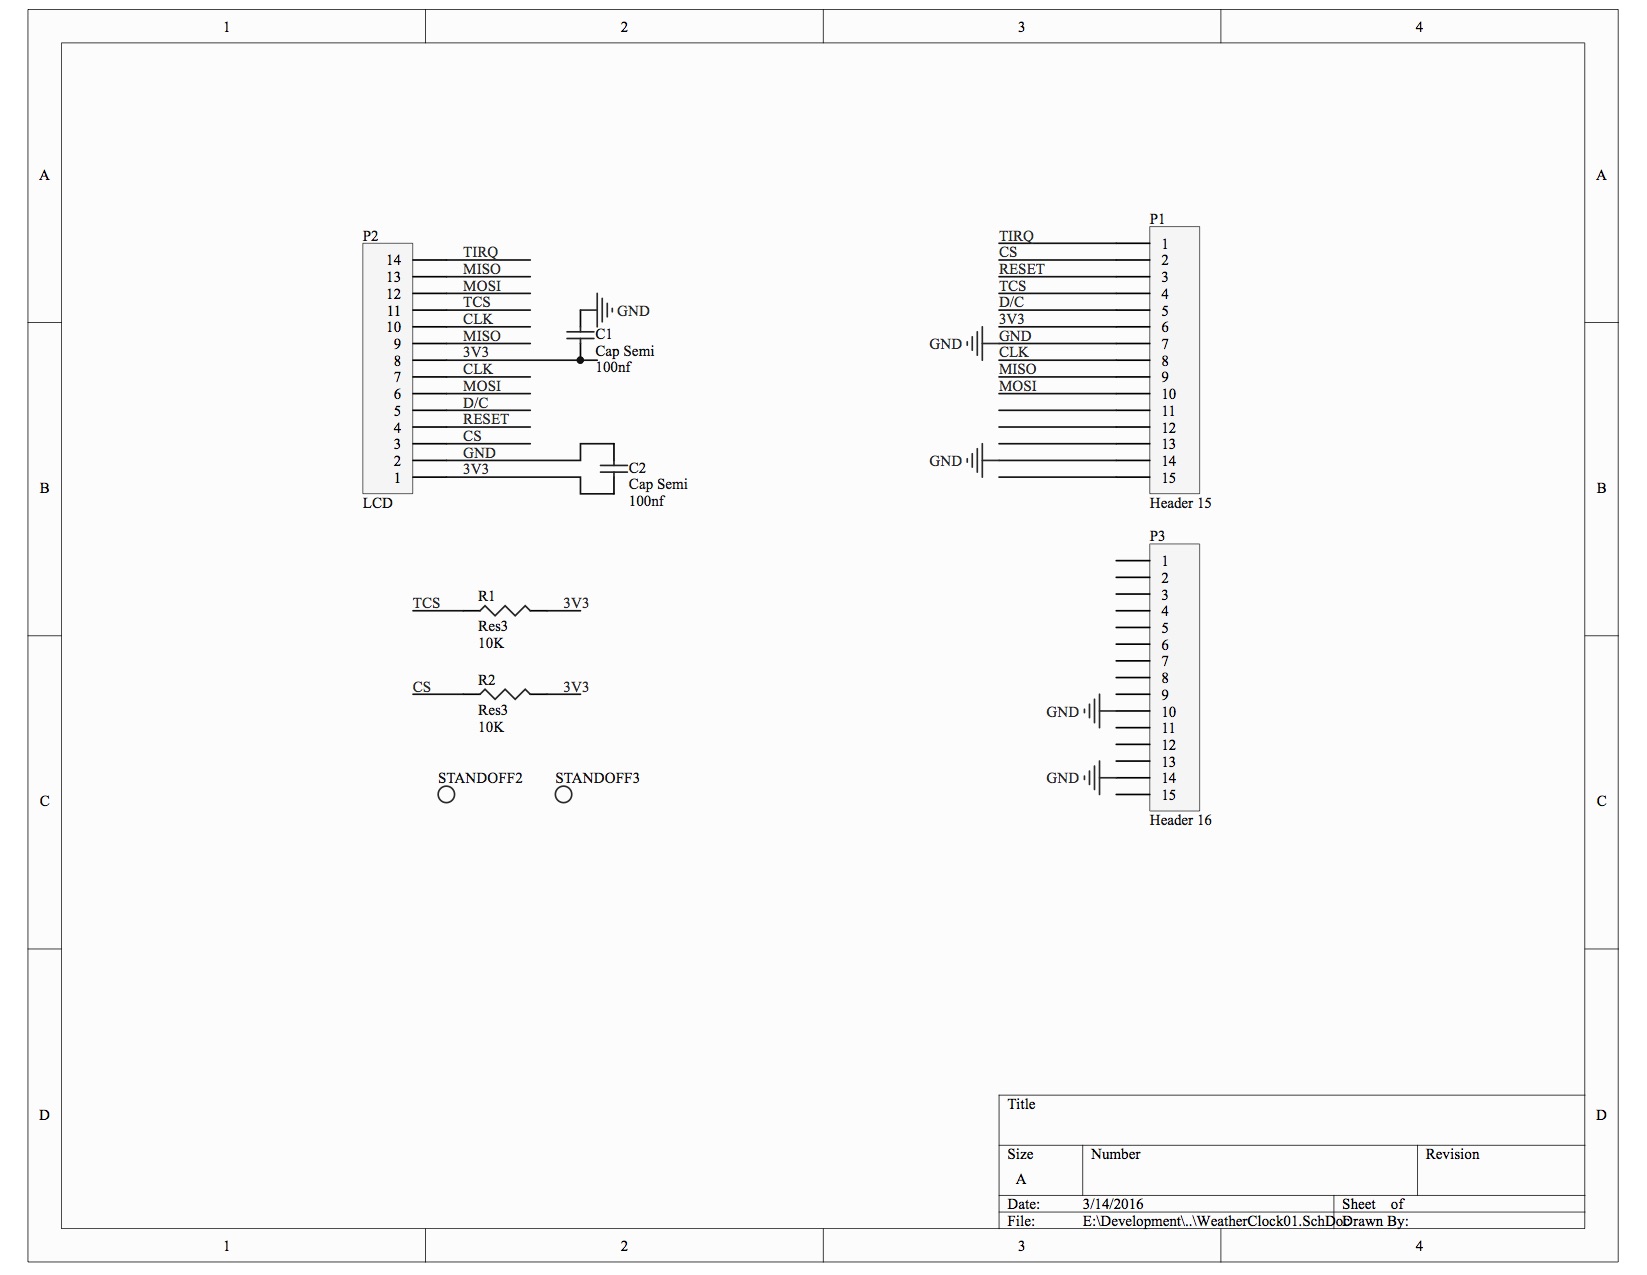 1 2 3 4
A A
P1
P2
TIRQ 1
CS 2
RESET 3
TCS 4
D/C 5
3V3 6
GND GND 7
CLK 8
MISO 9
MOSI 10
11
12
13
GND 14
15
Header 15
14 TIRQ
13 MISO
12 MOSI
11 TCS
10 CLK
9 MISO
8 3V3
7 CLK
6 MOSI
5 D/C
4 RESET
3 CS
2 GND
1 3V3
LCD
GND
C1
Cap Semi
100nf
C2
Cap Semi
100nf
B B
P3
1
2
3
4
5
6
7
8
9
GND 10
11
12
13
GND 14
15
Header 16
R1
TCS 3V3
Res3
10K
R2
CS 3V3
Res3
10K
STANDOFF2 STANDOFF3
C C
D D
Title
Size Number Revision
A
Date: 3/14/2016 Sheet of
File: E:\Development\..\WeatherClock01.SchDoc Drawn By:
1 2 3 4